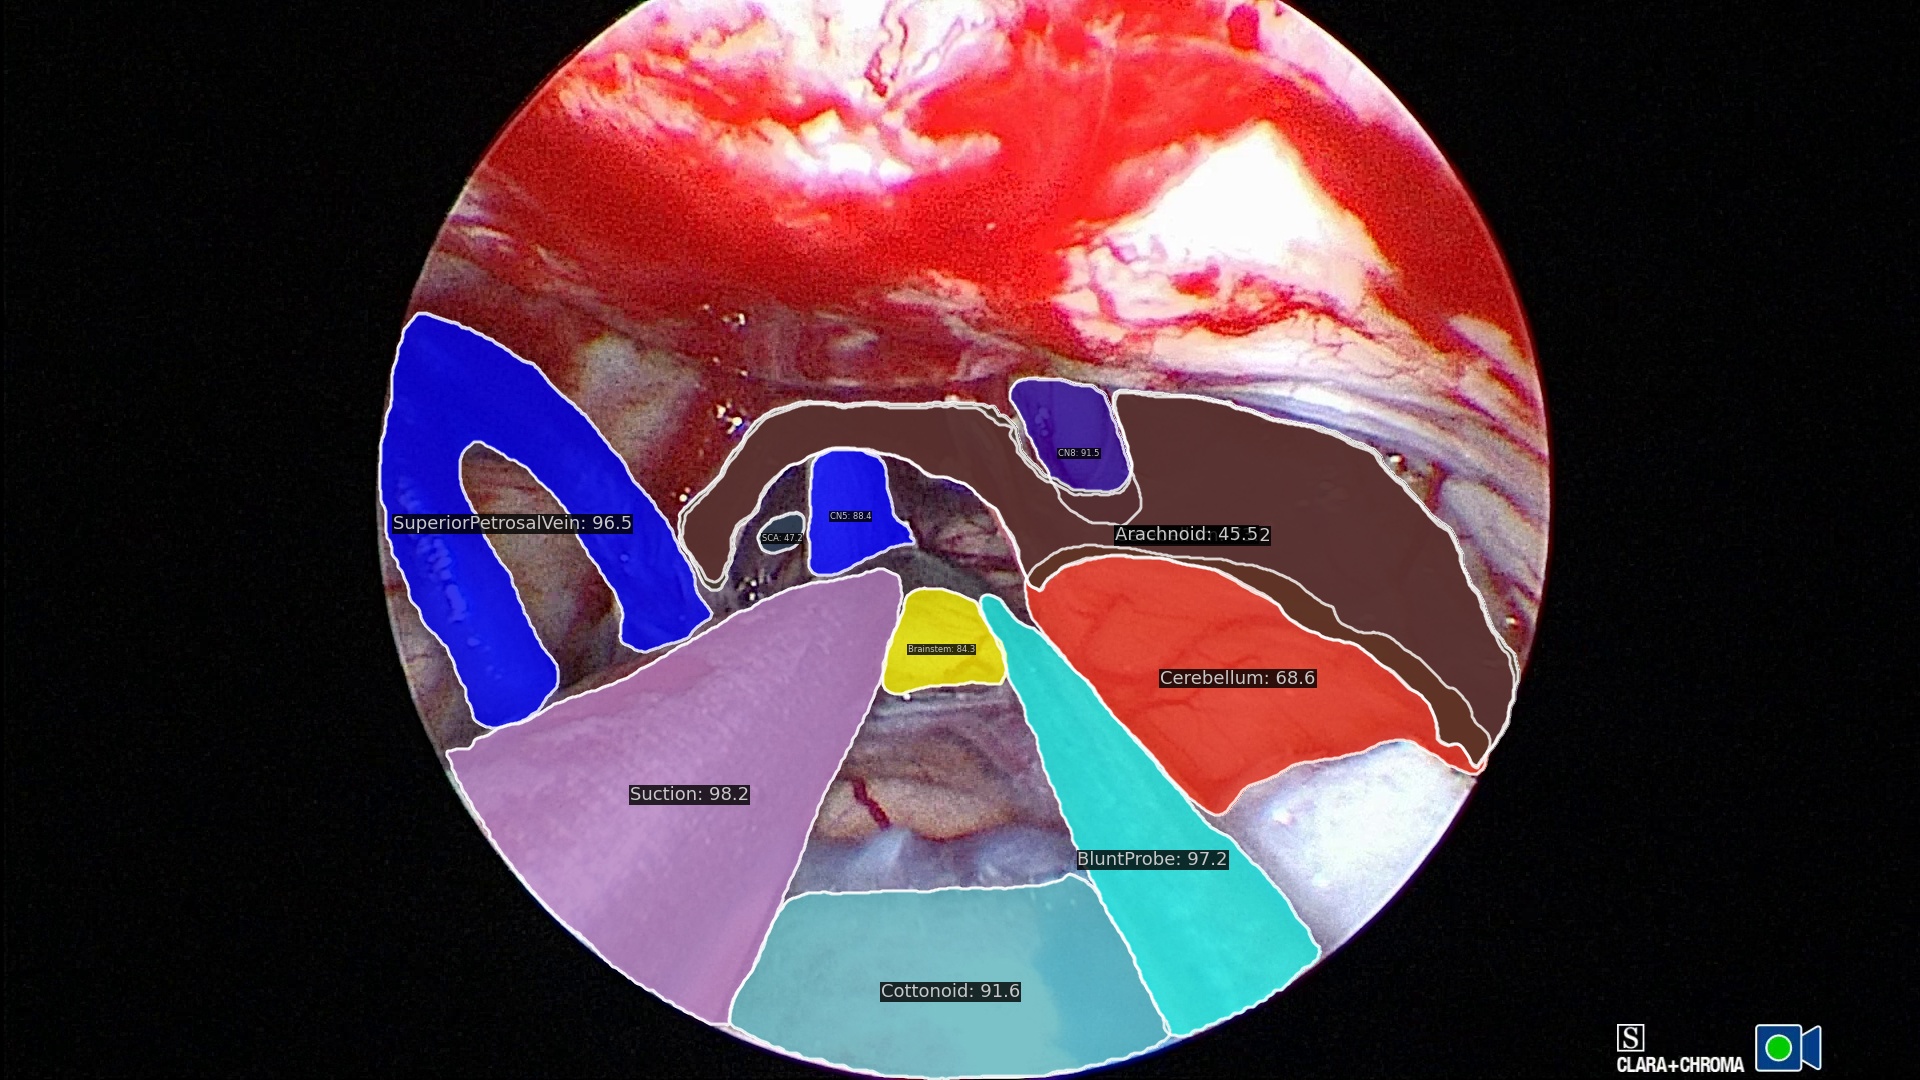 CN8: 91.5
SuperiorPetrosalVein: 96.5
CN5: 88.4
SCA: 47.2
Arachnoid: 45.52
Brainstem: 84.3
Cerebellum: 68.6
Suction: 98.2
BluntProbe: 97.2
Cottonoid: 91.6
S
CLARA+CHROMA